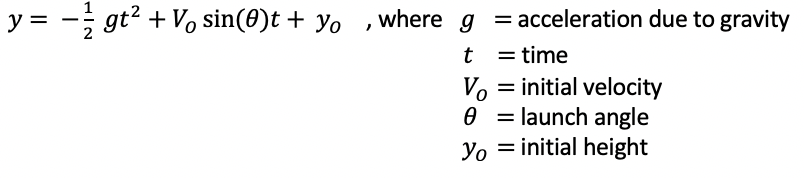 y = −½ gt² + V₀ sin(θ)t + y₀ , where g = acceleration due to gravity
t = time
V₀ = initial velocity
θ = launch angle
y₀ = initial height